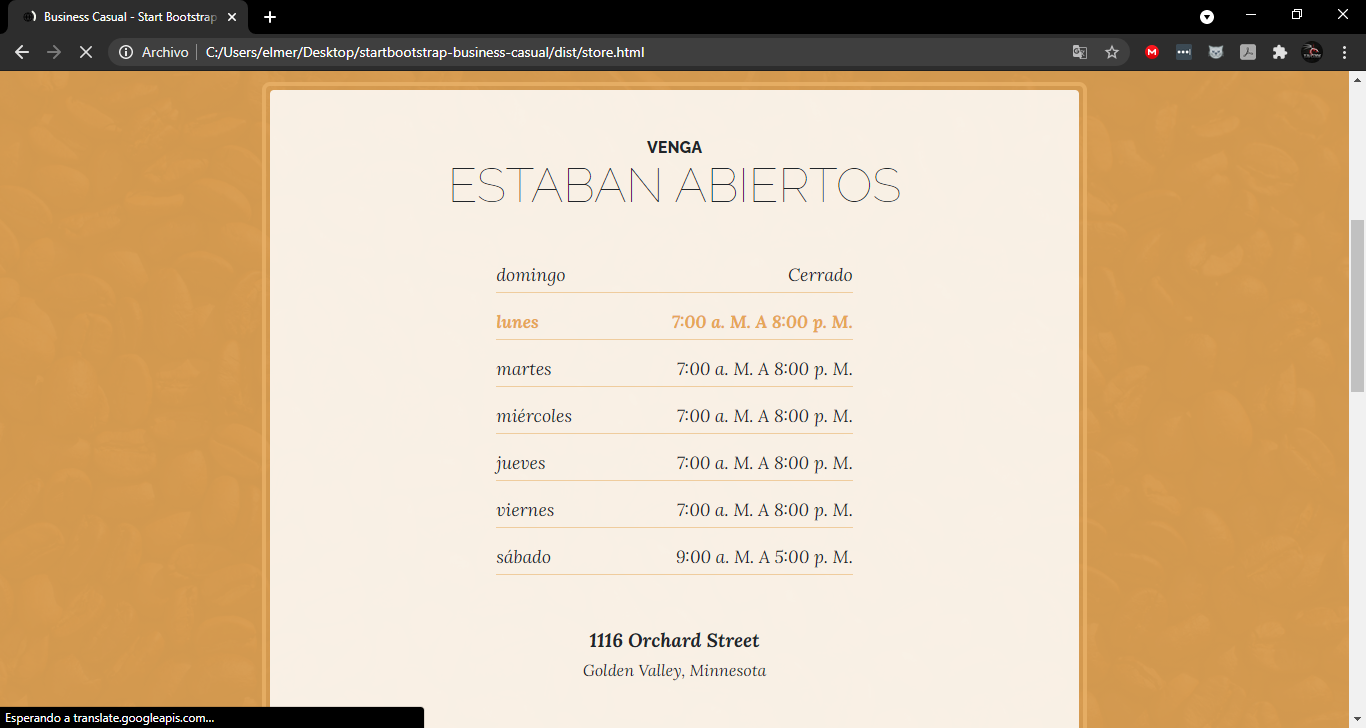 Business Casual - Start Bootstrap
Archivo C:/Users/elmer/Desktop/startbootstrap-business-casual/dist/store.html
VENGA
ESTABAN ABIERTOS
domingo Cerrado
lunes 7:00 a. M. A 8:00 p. M.
martes 7:00 a. M. A 8:00 p. M.
miércoles 7:00 a. M. A 8:00 p. M.
jueves 7:00 a. M. A 8:00 p. M.
viernes 7:00 a. M. A 8:00 p. M.
sábado 9:00 a. M. A 5:00 p. M.
1116 Orchard Street
Golden Valley, Minnesota
Esperando a translate.googleapis.com...